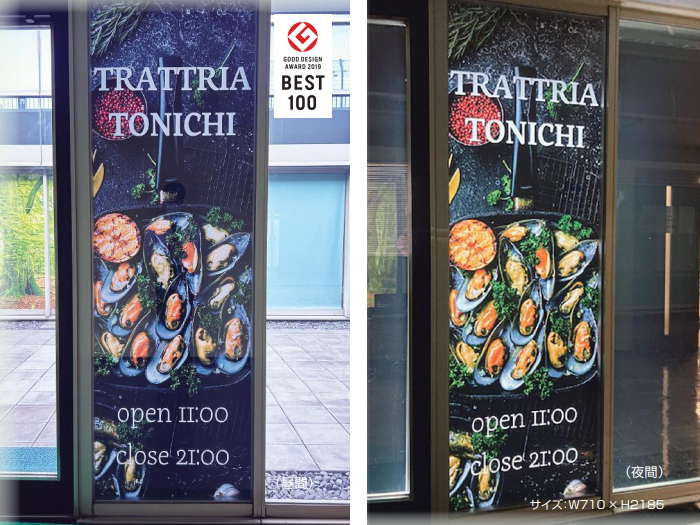 TRATTRIA
TONICHI
open 11:00
close 21:00
(昼間)
GOOD DESIGN
AWARD 2019
BEST
100
TRATTRIA
TONICHI
open 11:00
close 21:00
(夜間)
サイズ:W710×H2185